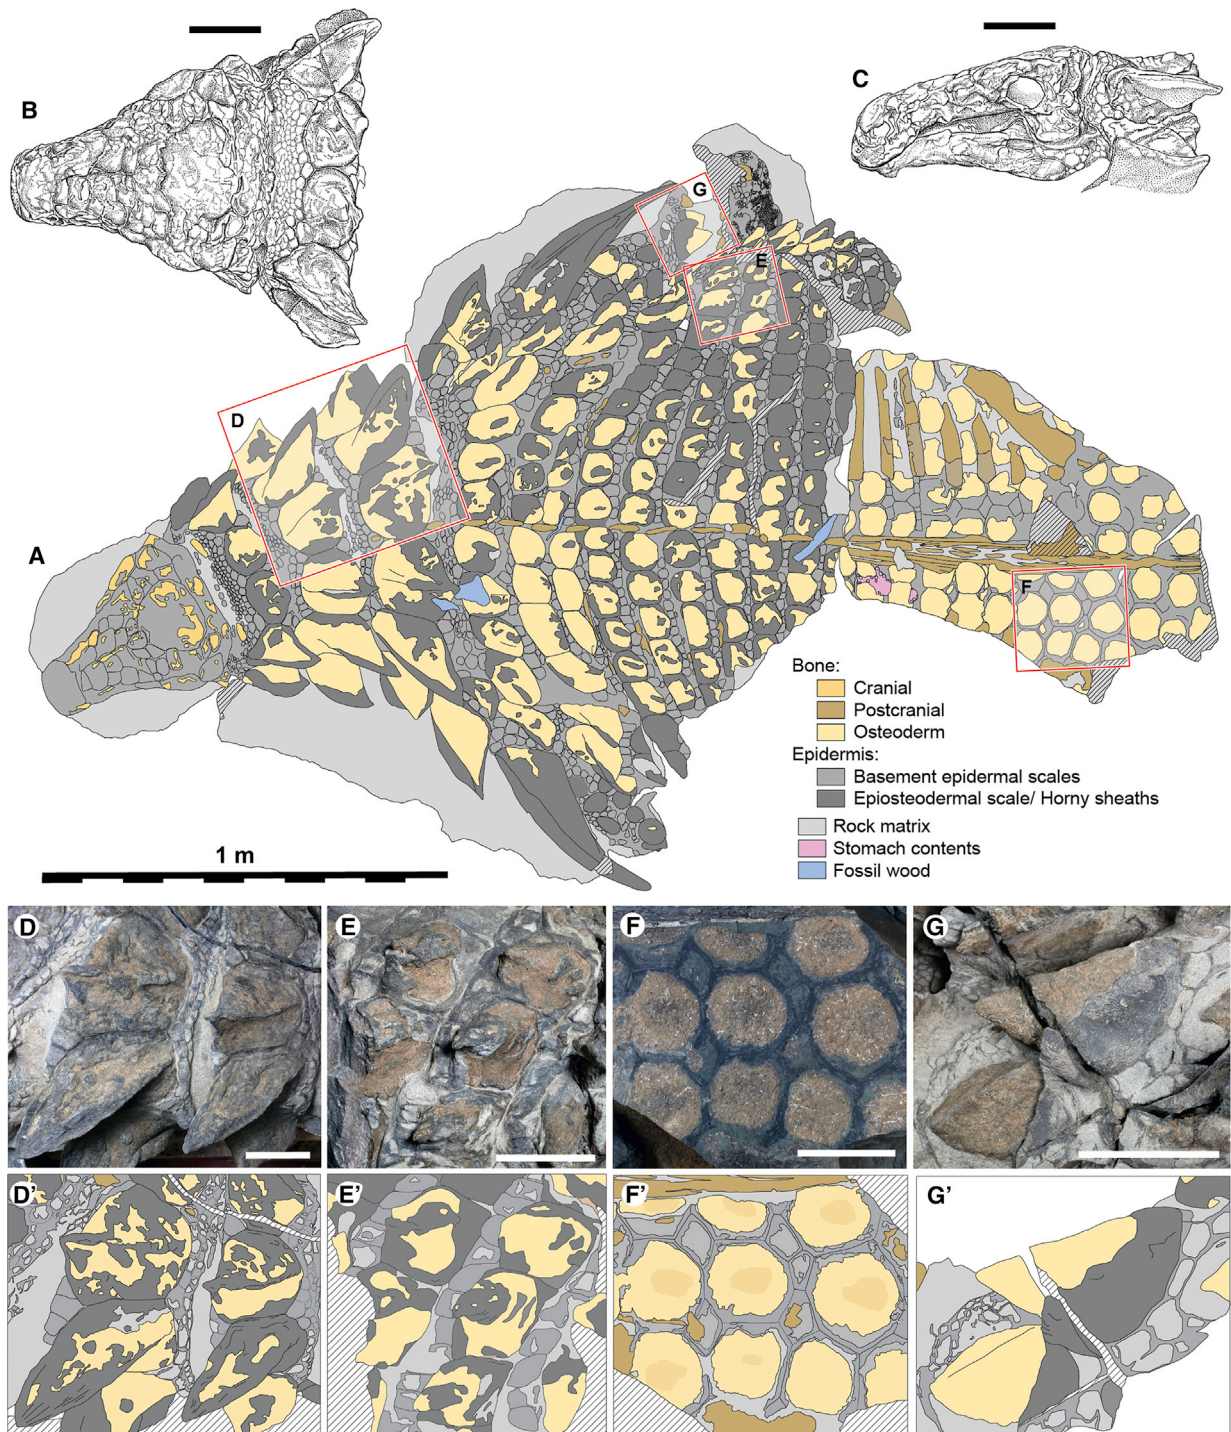 B
C
G
E
D
A
F
Bone:
Cranial
Postcranial
Osteoderm
Epidermis:
Basement epidermal scales
Epiosteodermal scale/ Horny sheaths
Rock matrix
Stomach contents
Fossil wood
1 m
D
E
F
G
D’
E’
F’
G’